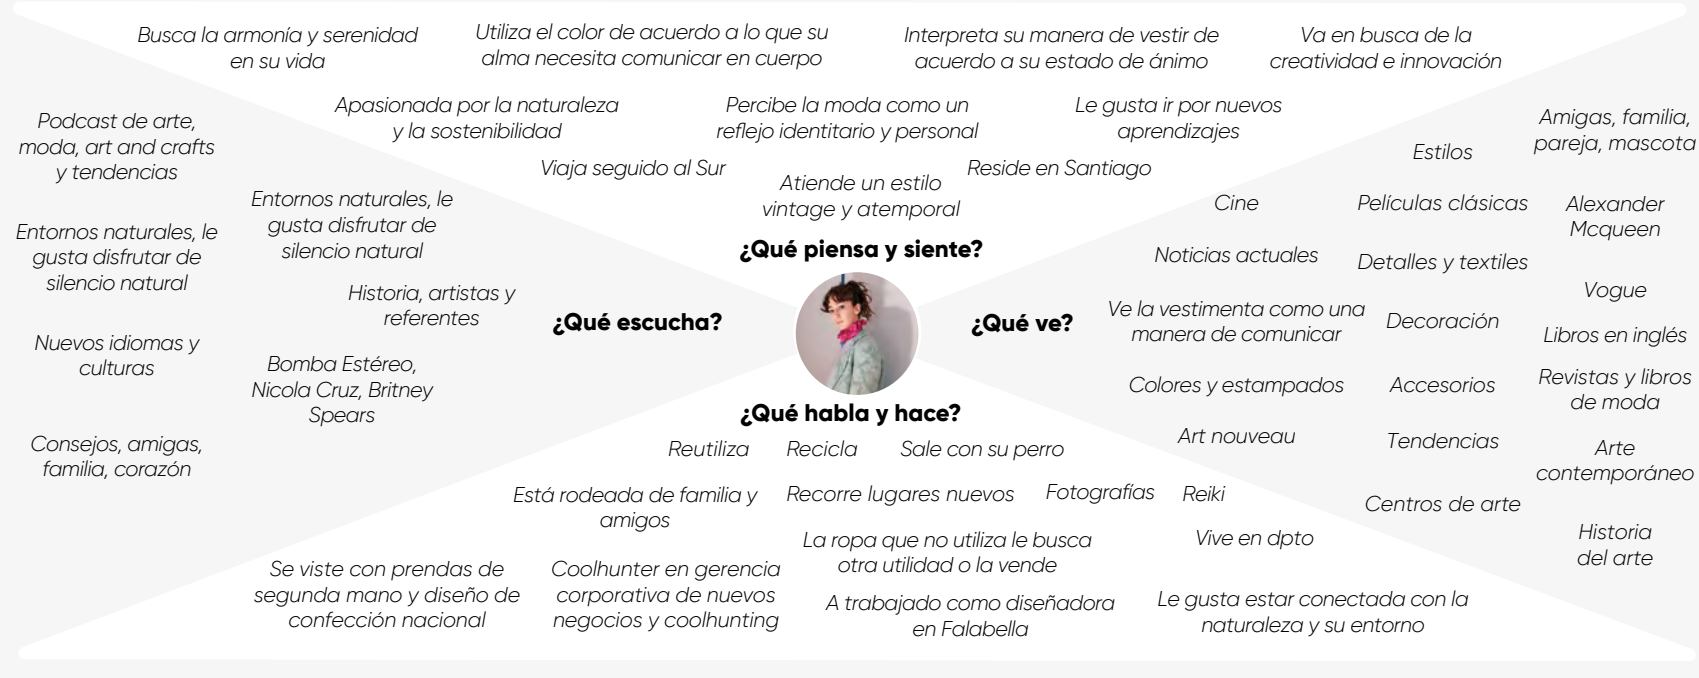 Busca la armonía y serenidad
en su vida
Utiliza el color de acuerdo a lo que su
alma necesita comunicar en cuerpo
Interpreta su manera de vestir de
acuerdo a su estado de ánimo
Va en busca de la
creatividad e innovación
Apasionada por la naturaleza
y la sostenibilidad
Percibe la moda como un
reflejo identitario y personal
Le gusta ir por nuevos
aprendizajes
Viaja seguido al Sur
Atiende un estilo
vintage y atemporal
Reside en Santiago
¿Qué piensa y siente?
Podcast de arte,
moda, art and crafts
y tendencias
Entornos naturales, le
gusta disfrutar de
silencio natural
Nuevos idiomas y
culturas
Consejos, amigas,
familia, corazón
Entornos naturales, le
gusta disfrutar de
silencio natural
Historia, artistas y
referentes
Bomba Estéreo,
Nicola Cruz, Britney
Spears
¿Qué escucha?
¿Qué ve?
Cine
Noticias actuales
Ve la vestimenta como una
manera de comunicar
Colores y estampados
Art nouveau
Estilos
Películas clásicas
Detalles y textiles
Decoración
Accesorios
Tendencias
Centros de arte
Amigas, familia,
pareja, mascota
Alexander
Mcqueen
Vogue
Libros en inglés
Revistas y libros
de moda
Arte
contemporáneo
Historia
del arte
¿Qué habla y hace?
Reutiliza
Recicla
Sale con su perro
Está rodeada de familia y
amigos
Recorre lugares nuevos
Fotografías
Reiki
La ropa que no utiliza le busca
otra utilidad o la vende
Vive en dpto
Se viste con prendas de
segunda mano y diseño de
confección nacional
Coolhunter en gerencia
corporativa de nuevos
negocios y coolhunting
A trabajado como diseñadora
en Falabella
Le gusta estar conectada con la
naturaleza y su entorno